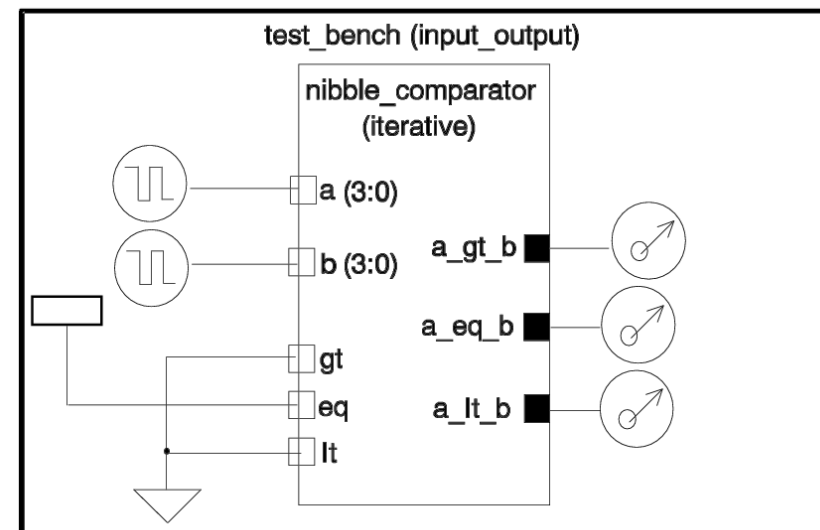 test_bench (input_output)
nibble_comparator
(iterative)
a (3:0)
b (3:0)
a_gt_b
a_eq_b
gt
eq
a_lt_b
lt